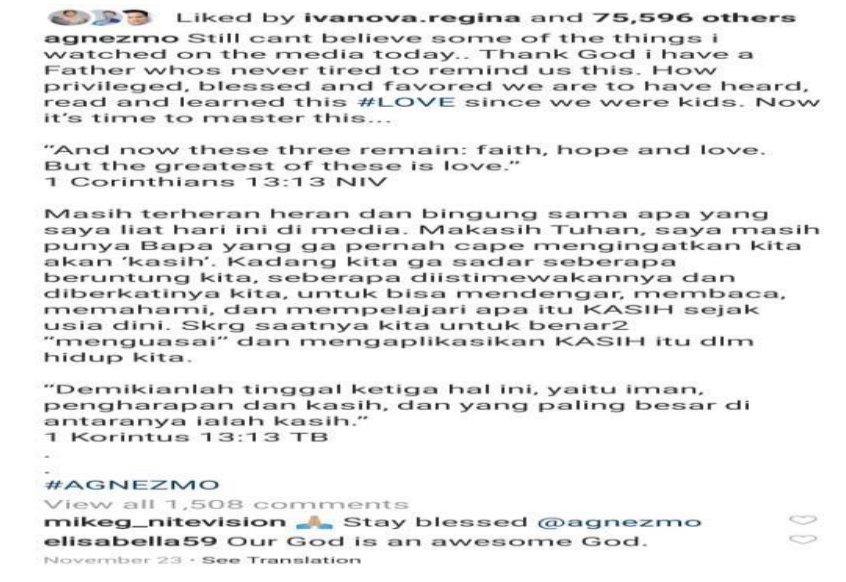 Liked by ivanova.regina and 75,596 others
agnezmo Still cant believe some of the things i
watched on the media today.. Thank God i have a
Father whos never tired to remind us this. How
privileged, blessed and favored we are to have heard,
read and learned this #LOVE since we were kids. Now
it's time to master this...
"And now these three remain: faith, hope and love.
But the greatest of these is love."
1 Corinthians 13:13 NIV
Masih terheran heran dan bingung sama apa yang
saya liat hari ini di media. Makasih Tuhan, saya masih
punya Bapa yang ga pernah cape mengingatkan kita
akan 'kasih'. Kadang kita ga sadar seberapa
beruntung kita, seberapa diistimewakannya dan
diberkatinya kita, untuk bisa mendengar, membaca,
memahami, dan mempelajari apa itu KASIH sejak
usia dini. Skrg saatnya kita untuk benar2
"menguasai" dan mengaplikasikan KASIH itu dlm
hidup kita.
"Demikianlah tinggal ketiga hal ini, yaitu iman,
pengharapan dan kasih, dan yang paling besar di
antaranya ialah kasih."
1 Korintus 13:13 TB
.
.
#AGNEZMO
View all 1,508 comments
mikeg_nitevision 🙏🏽 Stay blessed @agnezmo
elisabella59 Our God is an awesome God.
November 23 · See Translation